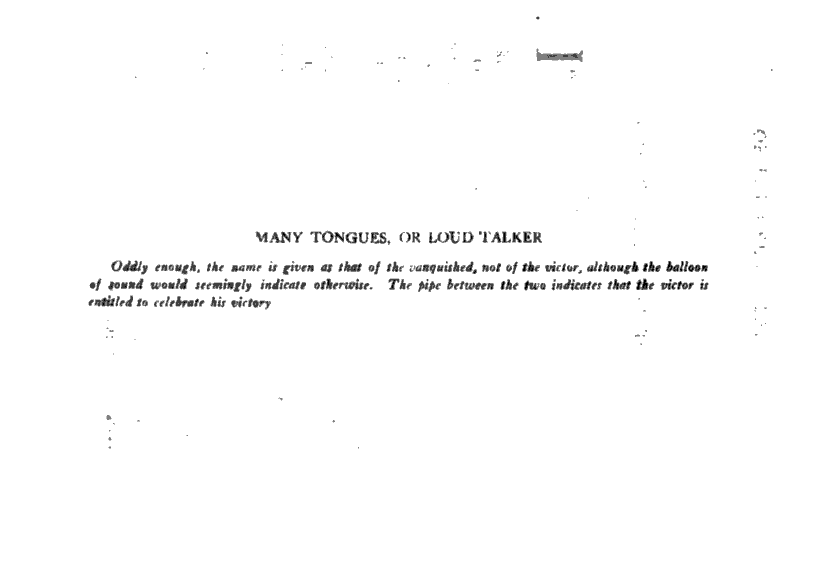 MANY TONGUES, OR LOUD TALKER
Oddly enough, the name is given as that of the vanquished, not of the victor, although the balloon
of sound would seemingly indicate otherwise. The pipe between the two indicates that the victor is
entitled to celebrate his victory